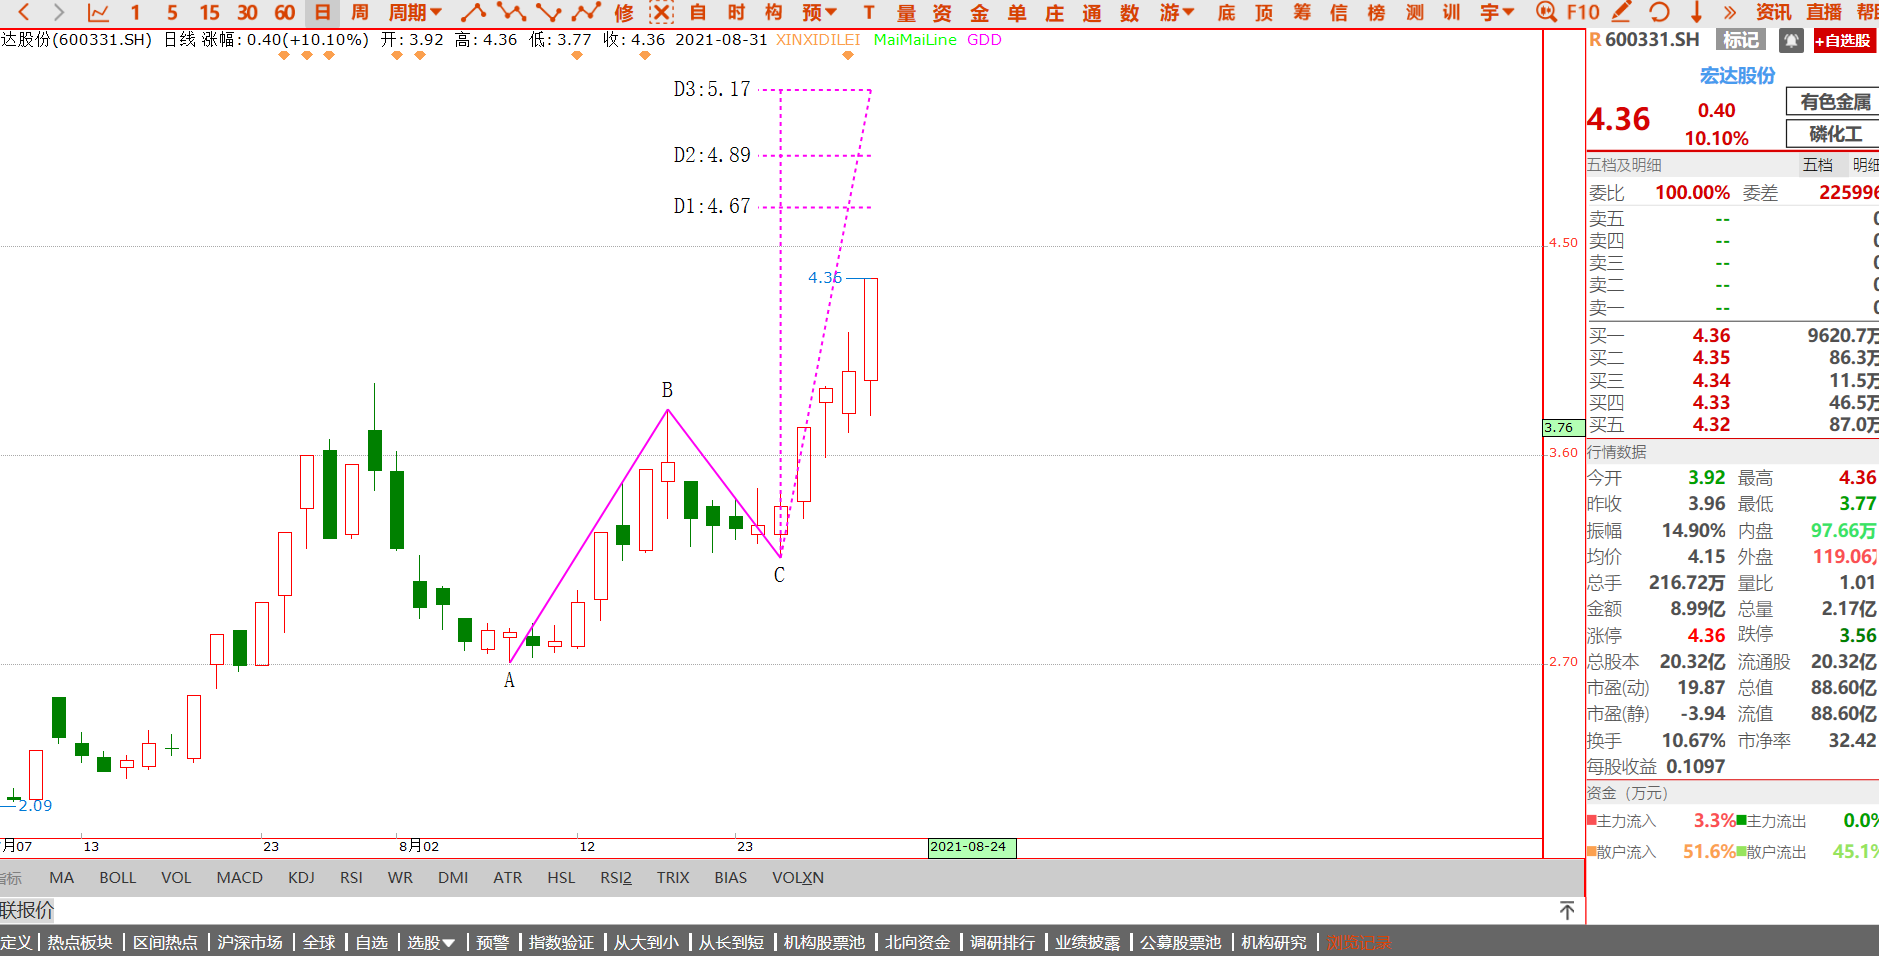 1 5 15 30 60 日 周 周期 修 自 时 构 预 T 量 资 金 单 庄 通 数 游 底 顶 筹 信 榜 测 训 字 F10 » 资讯 直播 帮助
达股份(600331.SH) 日线 涨幅: 0.40(+10.10%) 开: 3.92 高: 4.36 低: 3.77 收: 4.36 2021-08-31 XINXIDILEI MaiMaiLine GDD
D3:5.17
D2:4.89
D1:4.67
4.36
B
C
A
2.09
4.50
3.76
3.60
2.70
月07 13 23 8月02 12 23 2021-08-24
指标 MA BOLL VOL MACD KDJ RSI WR DMI ATR HSL RSI2 TRIX BIAS VOLXN
联报价
定义 热点板块 区间热点 沪深市场 全球 自选 选股 预警 指数验证 从大到小 从长到短 机构股票池 北向资金 调研排行 业绩披露 公募股票池 机构研究 浏览记录
R 600331.SH 标记 +自选股
宏达股份
4.36 0.40 10.10%
有色金属
磷化工
五档及明细 五档 明细
委比 100.00% 委差 225996
卖五 -- 0
卖四 -- 0
卖三 -- 0
卖二 -- 0
卖一 -- 0
买一 4.36 9620.7万
买二 4.35 86.3万
买三 4.34 11.5万
买四 4.33 46.5万
买五 4.32 87.0万
行情数据
今开 3.92 最高 4.36
昨收 3.96 最低 3.77
振幅 14.90% 内盘 97.66万
均价 4.15 外盘 119.06万
总手 216.72万 量比 1.01
金额 8.99亿 总量 2.17亿
涨停 4.36 跌停 3.56
总股本 20.32亿 流通股 20.32亿
市盈(动) 19.87 总值 88.60亿
市盈(静) -3.94 流值 88.60亿
换手 10.67% 市净率 32.42
每股收益 0.1097
资金（万元）
主力流入 3.3% 主力流出 0.0%
散户流入 51.6% 散户流出 45.1%